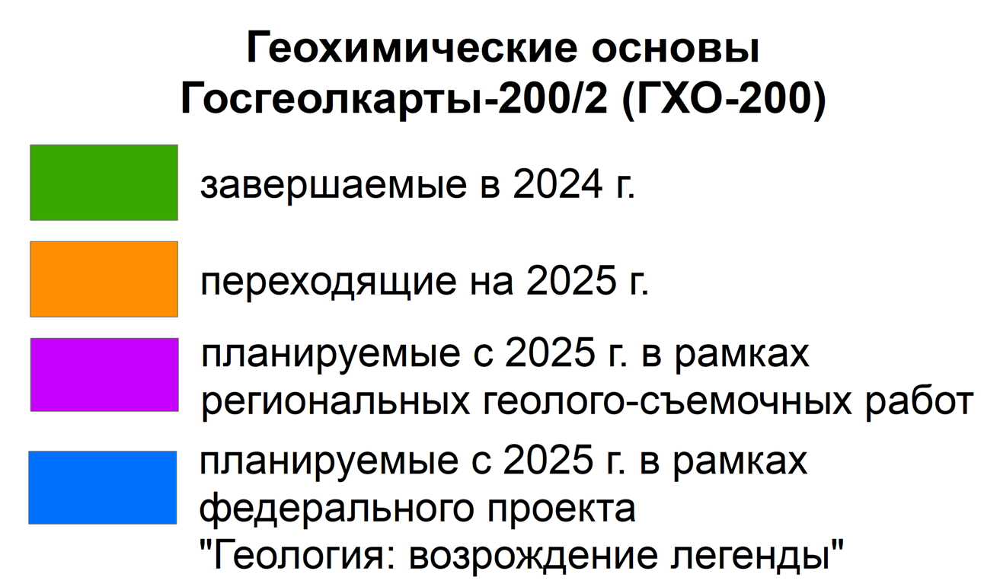 Геохимические основы
Госгеолкарты-200/2 (ГХО-200)
завершаемые в 2024 г.
переходящие на 2025 г.
планируемые с 2025 г. в рамках
региональных геолого-съемочных работ
планируемые с 2025 г. в рамках
федерального проекта
"Геология: возрождение легенды"